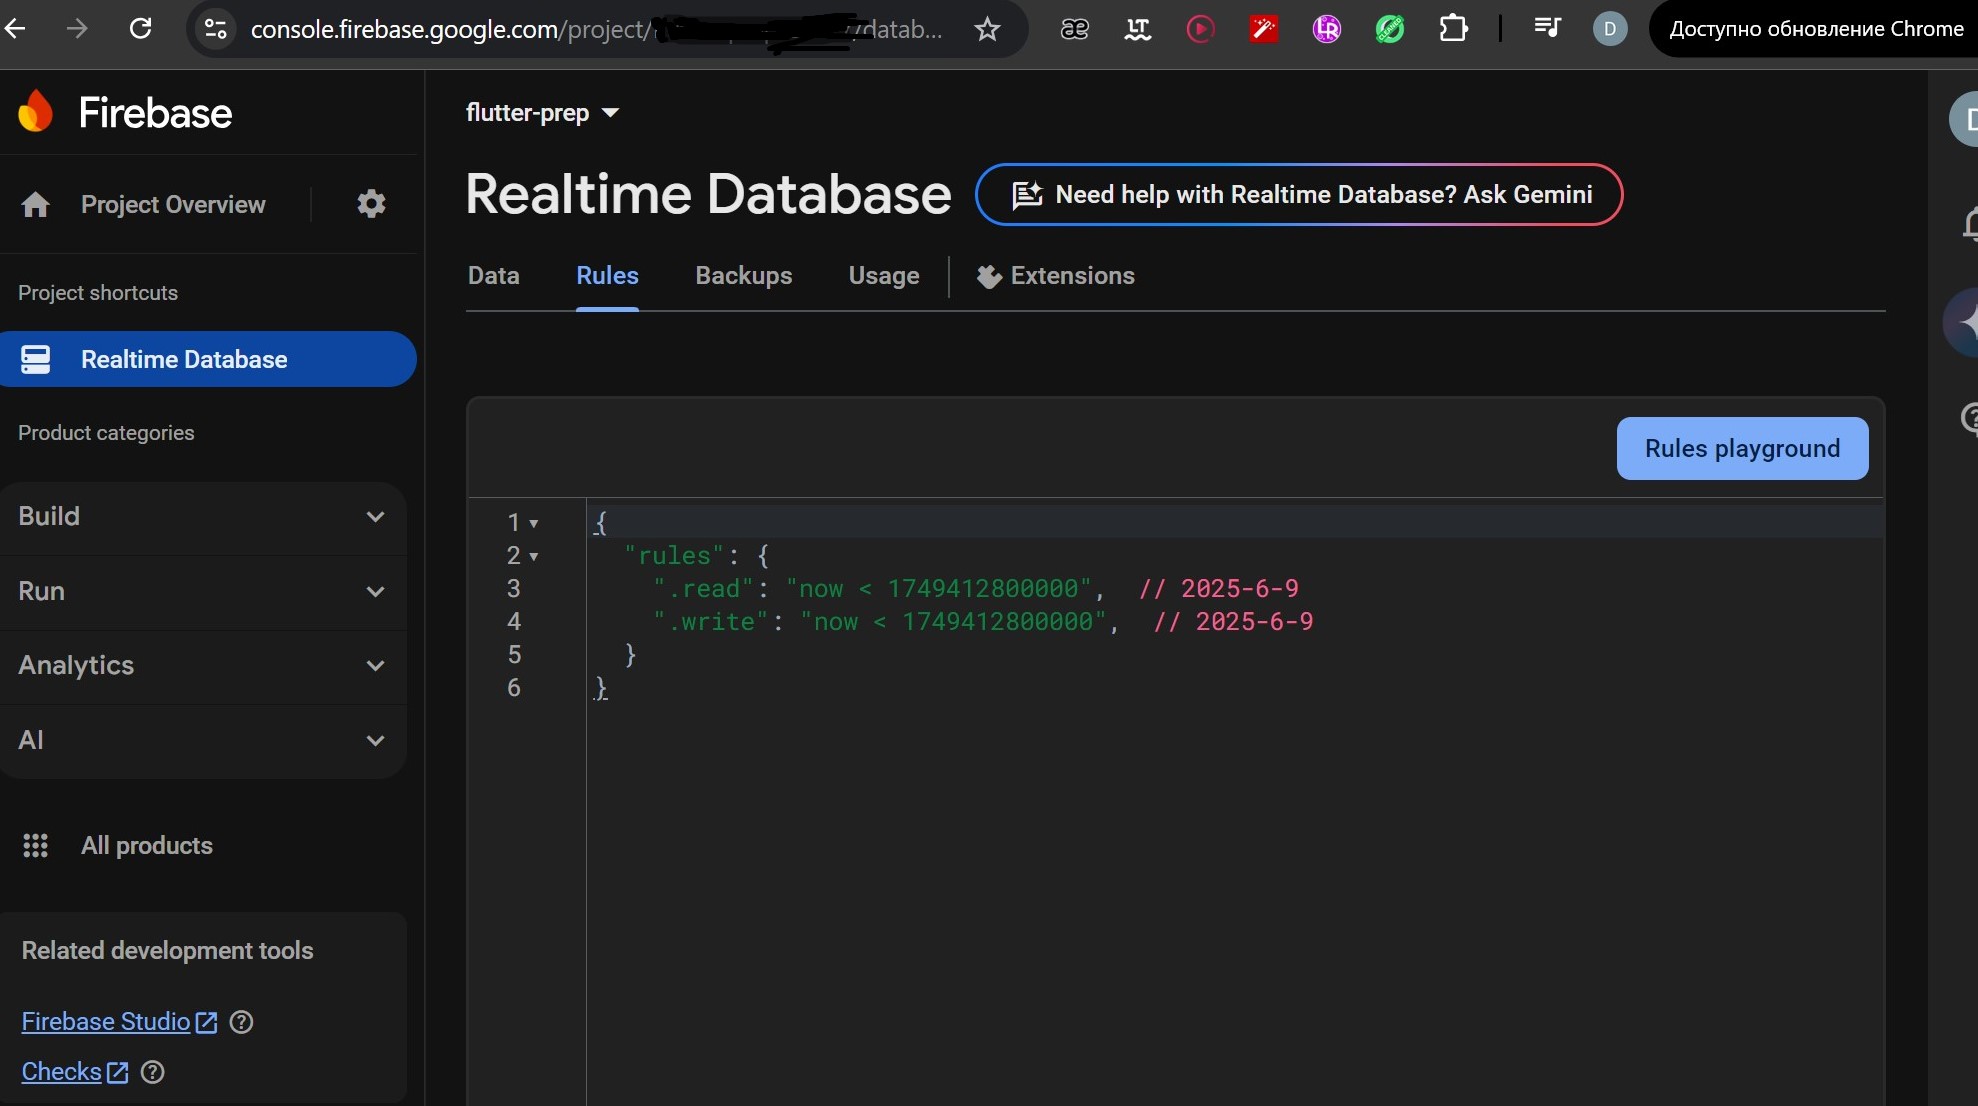 console.firebase.google.com/project/ /datab...
D
Доступно обновление Chrome
Firebase
flutter-prep
Project Overview
Realtime Database
Need help with Realtime Database? Ask Gemini
Data
Rules
Backups
Usage
Extensions
Project shortcuts
Realtime Database
Product categories
Build
Run
Analytics
AI
All products
Related development tools
Firebase Studio
Checks
Rules playground
1 {
2 "rules": {
3 ".read": "now < 1749412800000",  // 2025-6-9
4 ".write": "now < 1749412800000",  // 2025-6-9
5 }
6 }